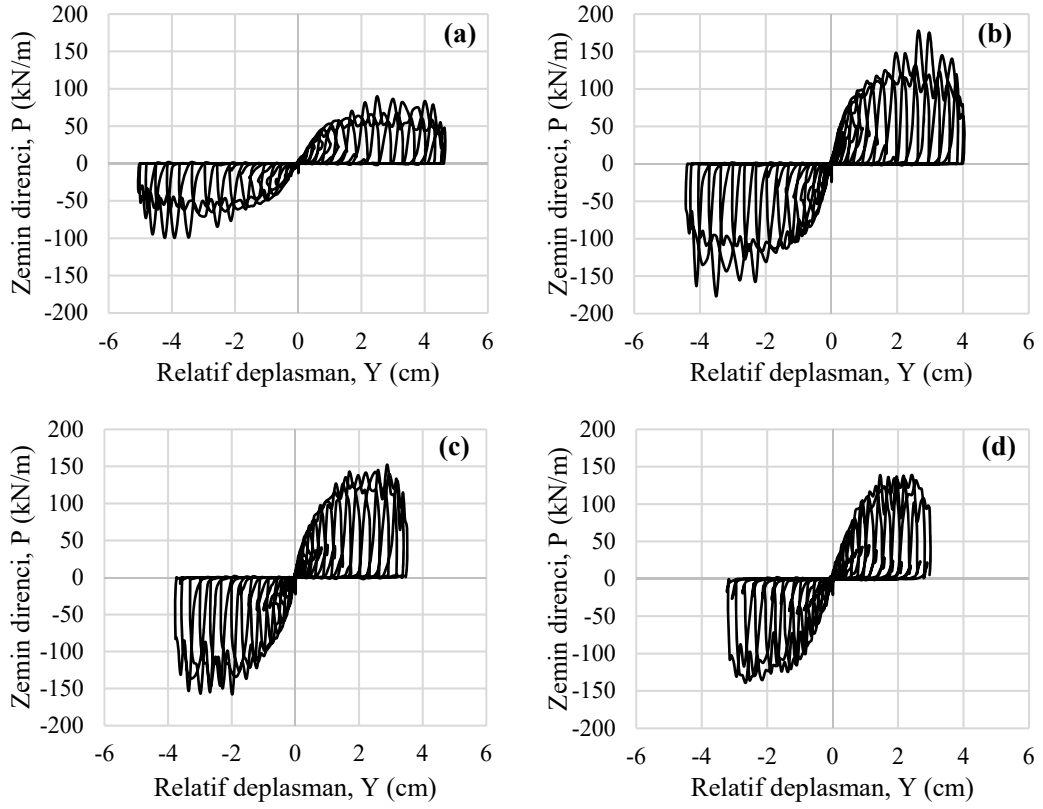 (a)
200
150
100
50
0
-50
-100
-150
-200
-6 -4 -2 0 2 4 6
Zemin direnci, P (kN/m)
Relatif deplasman, Y (cm)
(b)
200
150
100
50
0
-50
-100
-150
-200
-6 -4 -2 0 2 4 6
Zemin direnci, P (kN/m)
Relatif deplasman, Y (cm)
(c)
200
150
100
50
0
-50
-100
-150
-200
-6 -4 -2 0 2 4 6
Zemin direnci, P (kN/m)
Relatif deplasman, Y (cm)
(d)
200
150
100
50
0
-50
-100
-150
-200
-6 -4 -2 0 2 4 6
Zemin direnci, P (kN/m)
Relatif deplasman, Y (cm)